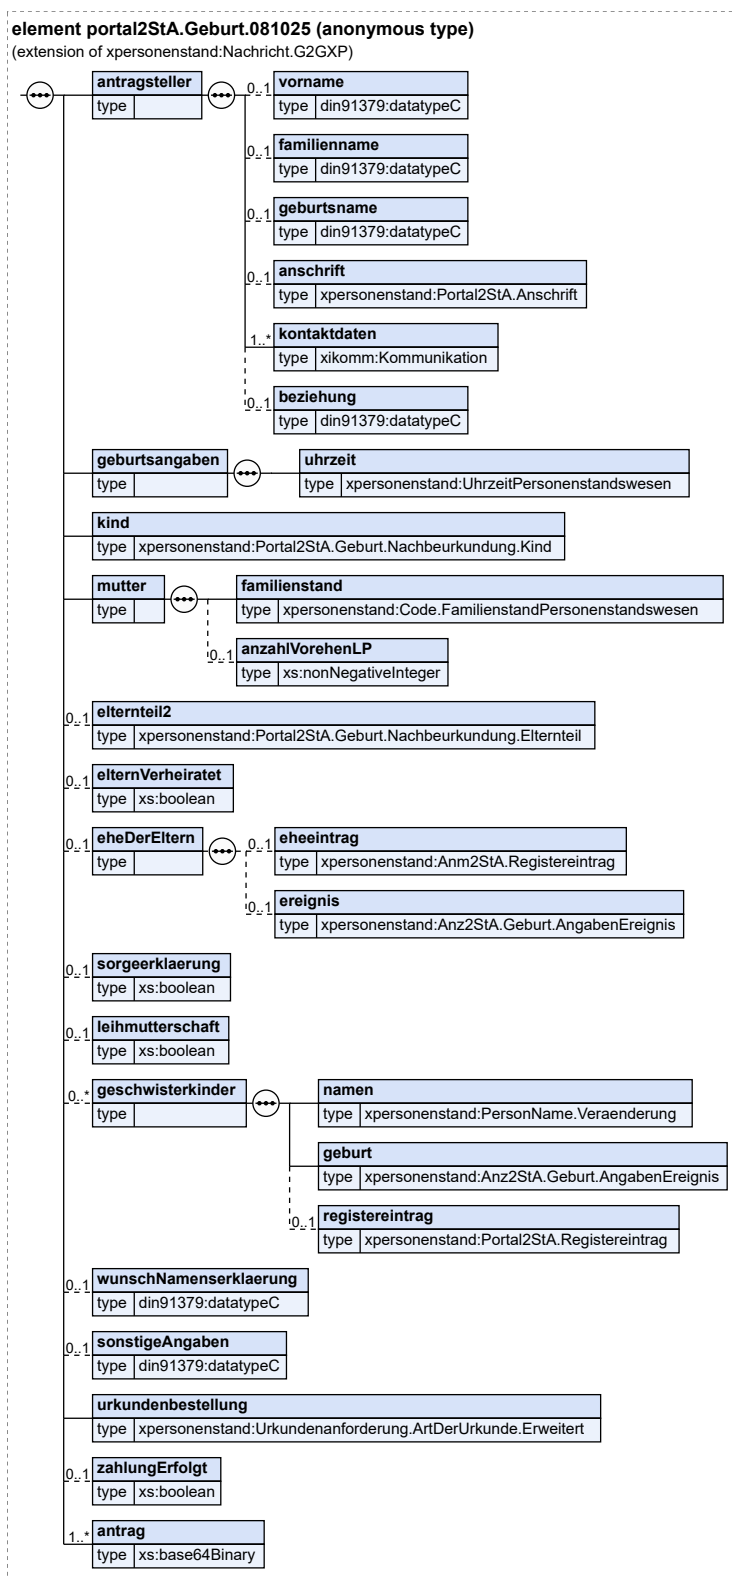 element portal2StA.Geburt.081025 (anonymous type)
(extension of xpersonenstand:Nachricht.G2GXP)
antragsteller
type
0..1 vorname
type din91379:datatypeC
0..1 familienname
type din91379:datatypeC
0..1 geburtsname
type din91379:datatypeC
0..1 anschrift
type xpersonenstand:Portal2StA.Anschrift
1..* kontaktdaten
type xikomm:Kommunikation
0..1 beziehung
type din91379:datatypeC
geburtsangaben
type
uhrzeit
type xpersonenstand:UhrzeitPersonenstandswesen
kind
type xpersonenstand:Portal2StA.Geburt.Nachbeurkundung.Kind
mutter
type
familienstand
type xpersonenstand:Code.FamilienstandPersonenstandswesen
0..1 anzahlVorehenLP
type xs:nonNegativeInteger
0..1 elternteil2
type xpersonenstand:Portal2StA.Geburt.Nachbeurkundung.Elternteil
0..1 elternVerheiratet
type xs:boolean
0..1 eheDerEltern
type
0..1 eheeintrag
type xpersonenstand:Anm2StA.Registereintrag
0..1 ereignis
type xpersonenstand:Anz2StA.Geburt.AngabenEreignis
0..1 sorgeerklaerung
type xs:boolean
0..1 leihmutterschaft
type xs:boolean
0..* geschwisterkinder
type
namen
type xpersonenstand:PersonName.Veraenderung
geburt
type xpersonenstand:Anz2StA.Geburt.AngabenEreignis
0..1 registereintrag
type xpersonenstand:Portal2StA.Registereintrag
0..1 wunschNamenserklaerung
type din91379:datatypeC
0..1 sonstigeAngaben
type din91379:datatypeC
urkundenbestellung
type xpersonenstand:Urkundenanforderung.ArtDerUrkunde.Erweitert
0..1 zahlungErfolgt
type xs:boolean
1..* antrag
type xs:base64Binary